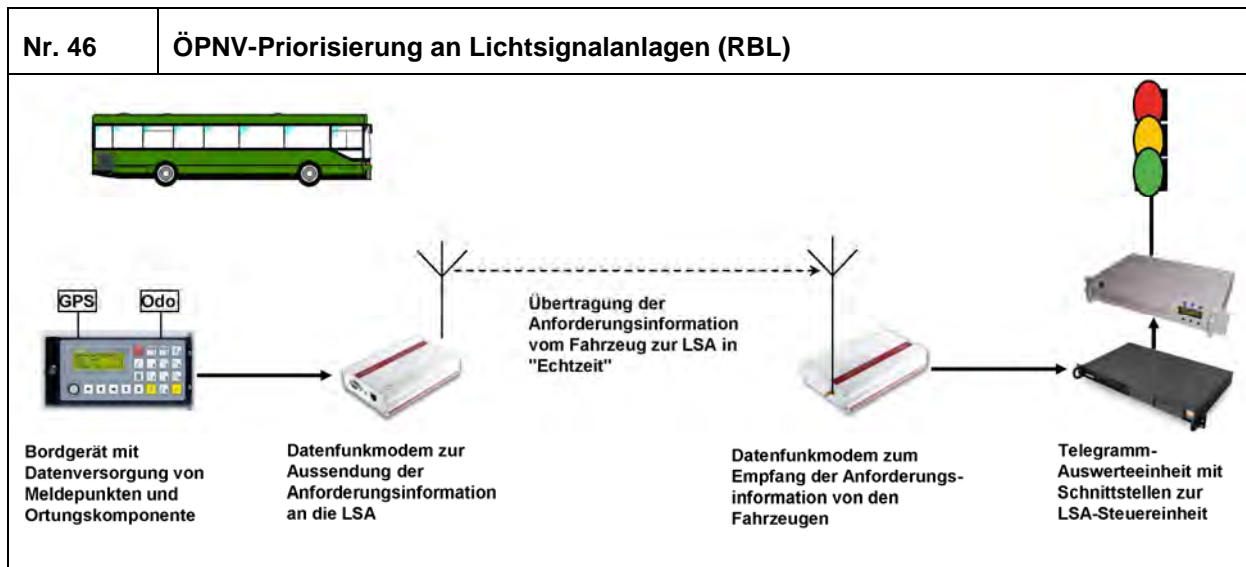 Nr. 46
ÖPNV-Priorisierung an Lichtsignalanlagen (RBL)
GPS
Odo
Übertragung der
Anforderungsinformation
vom Fahrzeug zur LSA in
"Echtzeit"
Bordgerät mit
Datenversorgung von
Meldepunkten und
Ortungskomponente
Datenfunkmodem zur
Aussendung der
Anforderungsinformation
an die LSA
Datenfunkmodem zum
Empfang der Anforderungs-
information von den
Fahrzeugen
Telegramm-
Auswerteeinheit mit
Schnittstellen zur
LSA-Steuereinheit